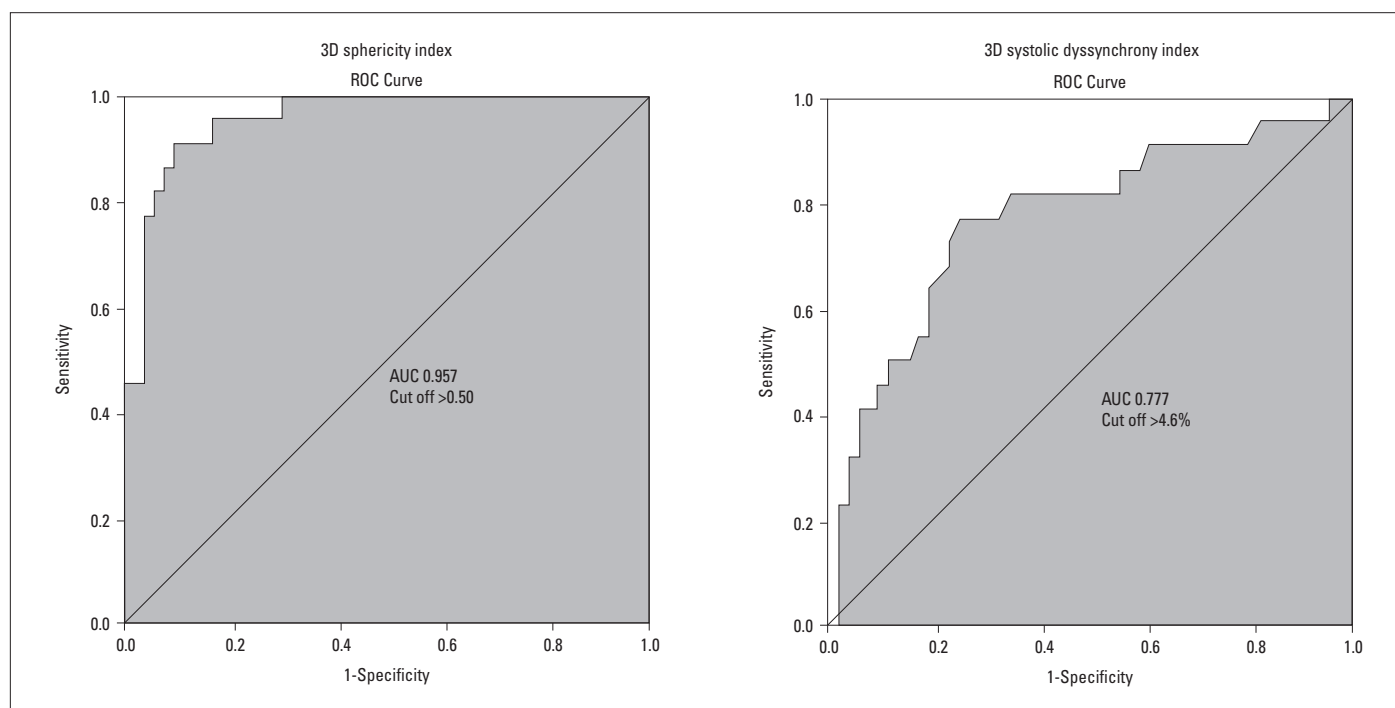 3D sphericity index
ROC Curve
1.0
0.8
0.6
0.4
0.2
0.0
Sensitivity
AUC 0.957
Cut off >0.50
0.0 0.2 0.4 0.6 0.8 1.0
1-Specificity
3D systolic dyssynchrony index
ROC Curve
1.0
0.8
0.6
0.4
0.2
0.0
Sensitivity
AUC 0.777
Cut off >4.6%
0.0 0.2 0.4 0.6 0.8 1.0
1-Specificity